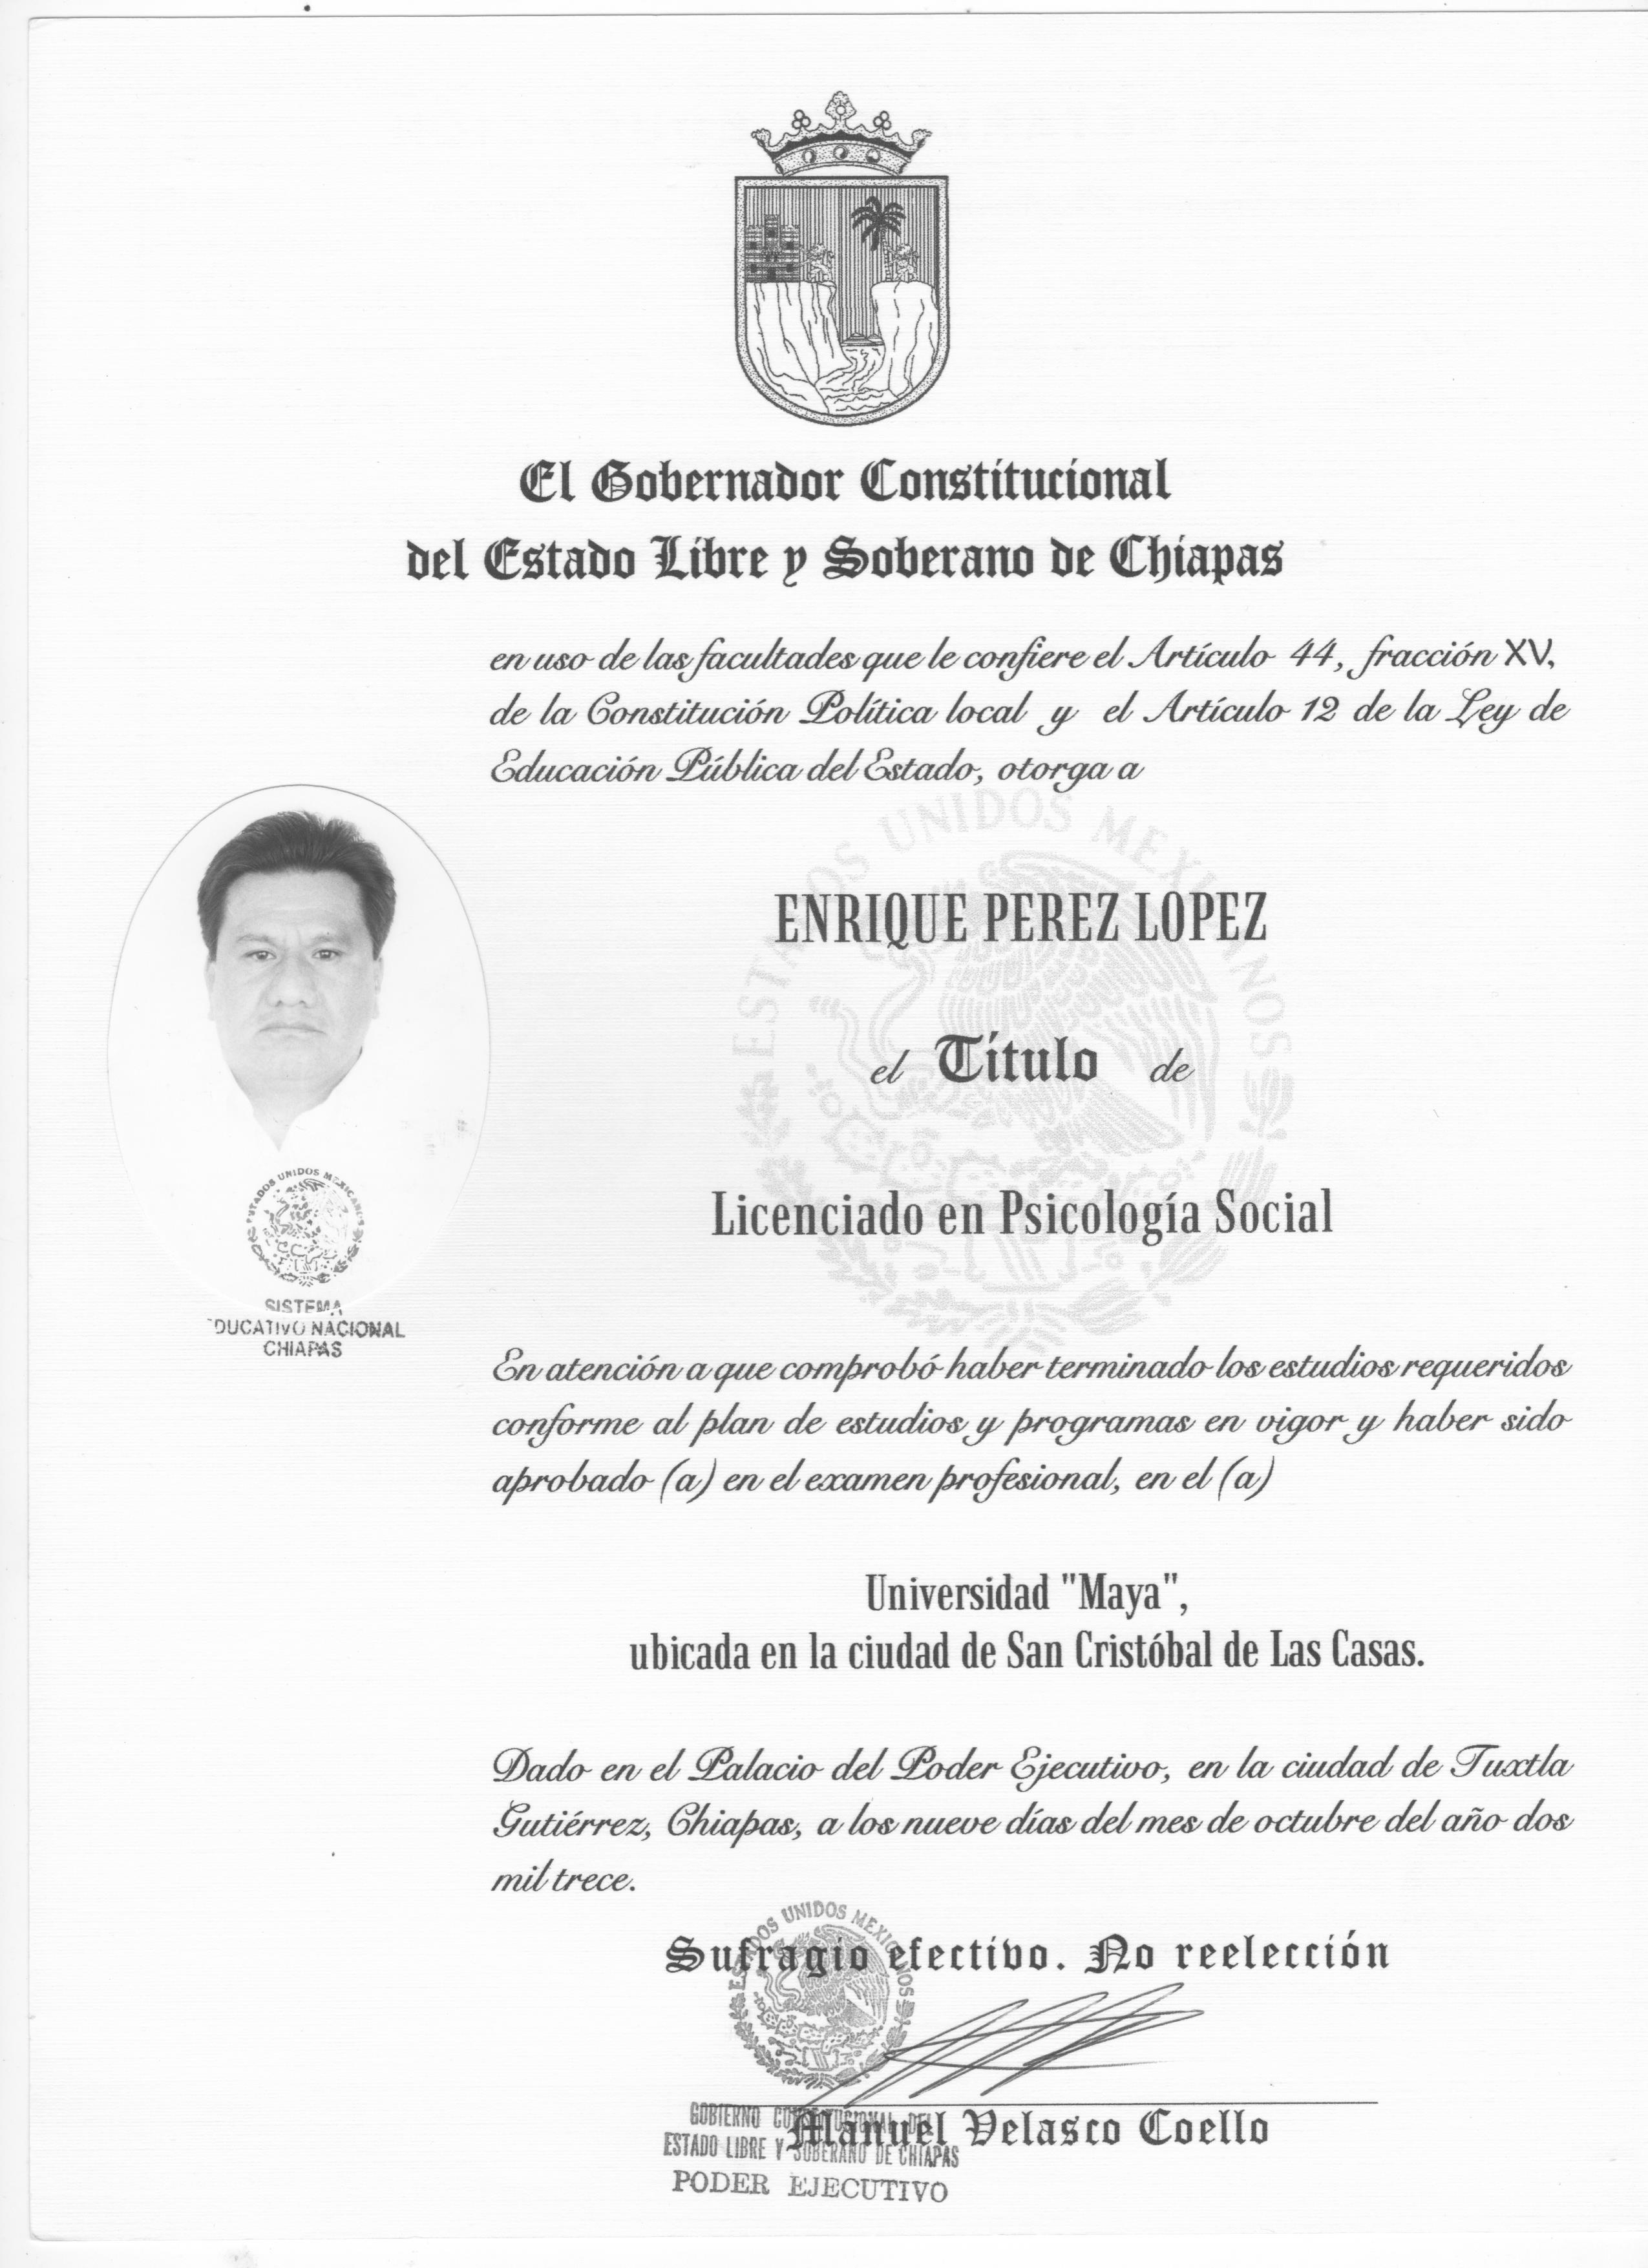 El Gobernador Constitucional
del Estado Libre y Soberano de Chiapas
en uso de las facultades que le confiere el Artículo 44, fracción XV,
de la Constitución Política local y el Artículo 12 de la Ley de
Educación Pública del Estado, otorga a
ESTADOS UNIDOS MEXICANOS
ENRIQUE PEREZ LOPEZ
el Título de
Licenciado en Psicología Social
ESTADOS UNIDOS MEXICANOS
SISTEMA
EDUCATIVO NACIONAL
CHIAPAS
En atención a que comprobó haber terminado los estudios requeridos
conforme al plan de estudios y programas en vigor y haber sido
aprobado (a) en el examen profesional, en el (a)
Universidad "Maya",
ubicada en la ciudad de San Cristóbal de Las Casas.
Dado en el Palacio del Poder Ejecutivo, en la ciudad de Tuxtla
Gutiérrez, Chiapas, a los nueve días del mes de octubre del año dos
mil trece.
ESTADOS UNIDOS MEXICANOS
Sufragio efectivo. No reelección
Manuel Velasco Coello
GOBIERNO CONSTITUCIONAL DEL
ESTADO LIBRE Y SOBERANO DE CHIAPAS
PODER EJECUTIVO